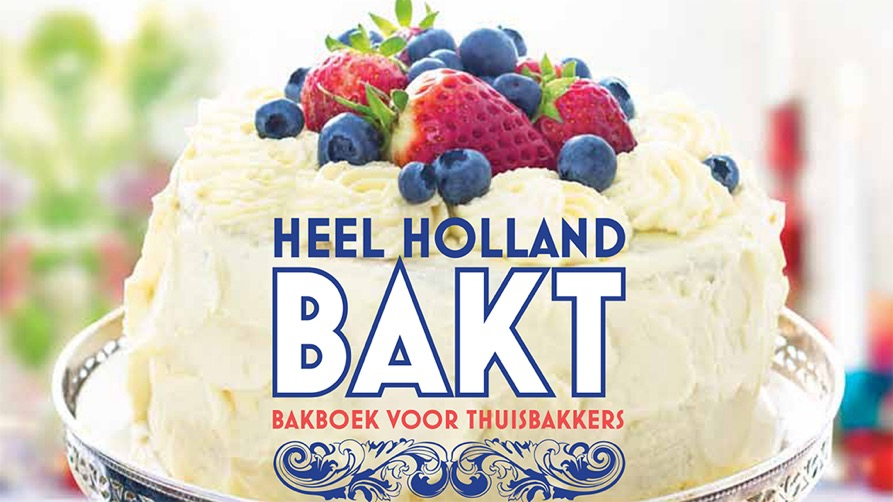 HEEL HOLLAND
BAKT
BAKBOEK VOOR THUISBAKKERS